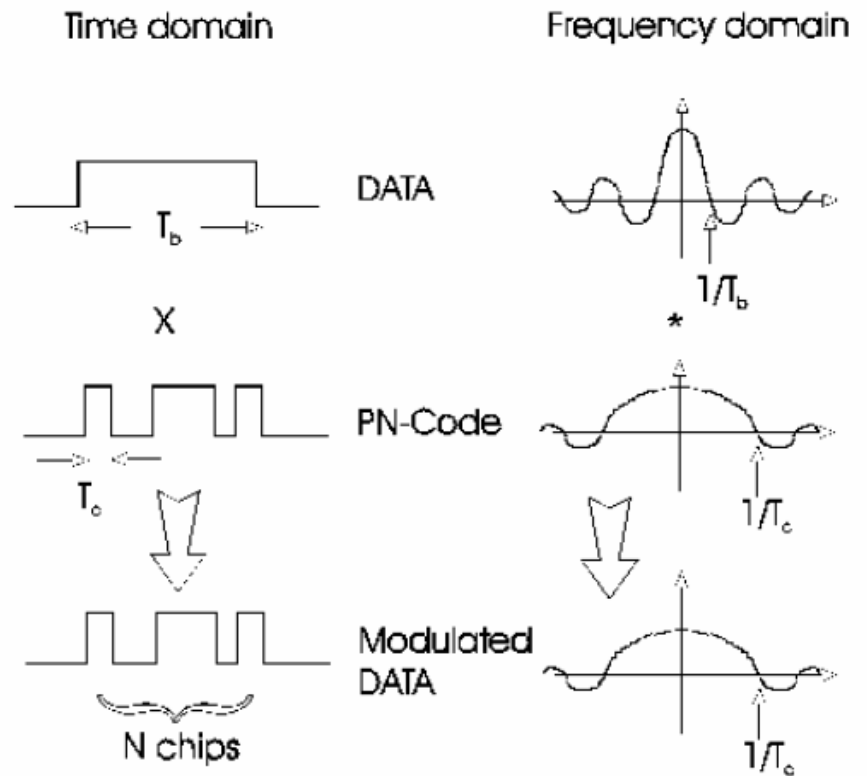 Time domain
Frequency domain
DATA
T_b
1/T_b
X
*
PN-Code
T_c
1/T_c
Modulated
DATA
N chips
1/T_c